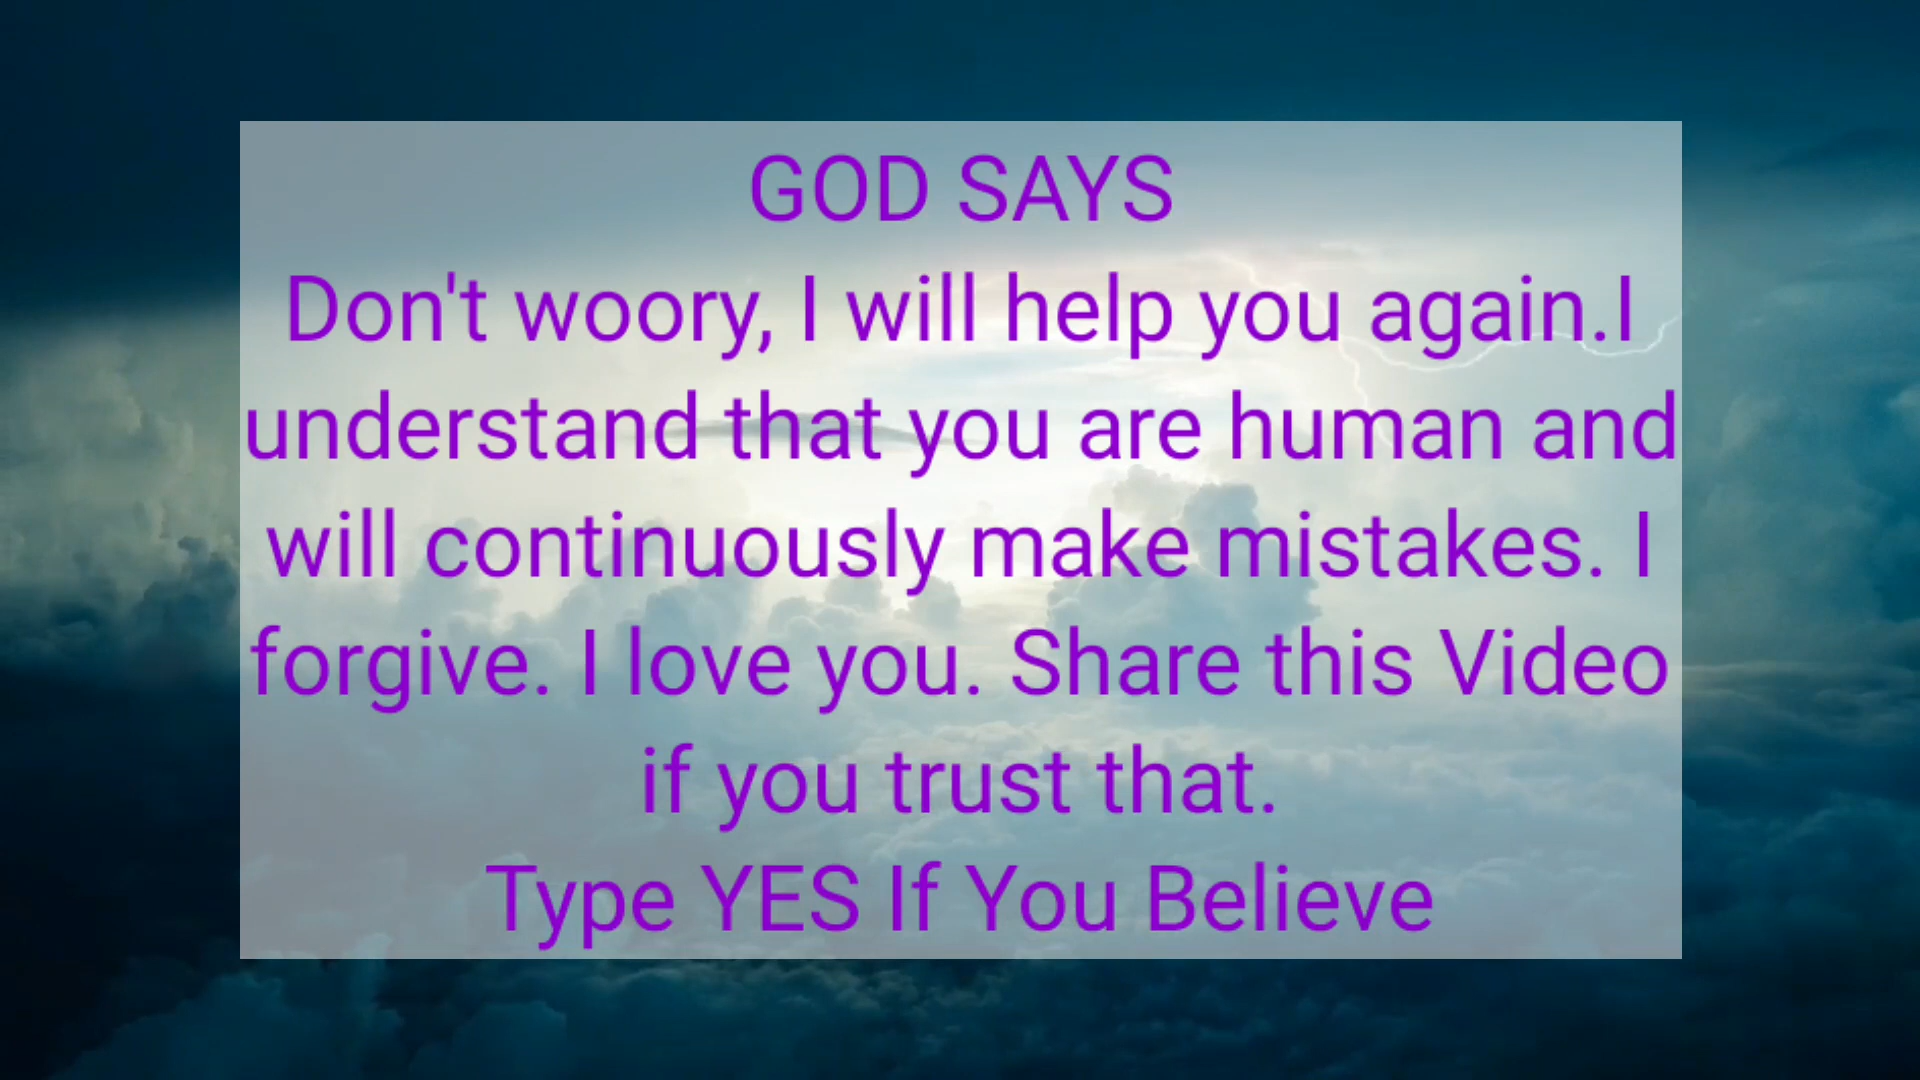 GOD SAYS
Don't woory, I will help you again.I
understand that you are human and
will continuously make mistakes. I
forgive. I love you. Share this Video
if you trust that.
Type YES If You Believe